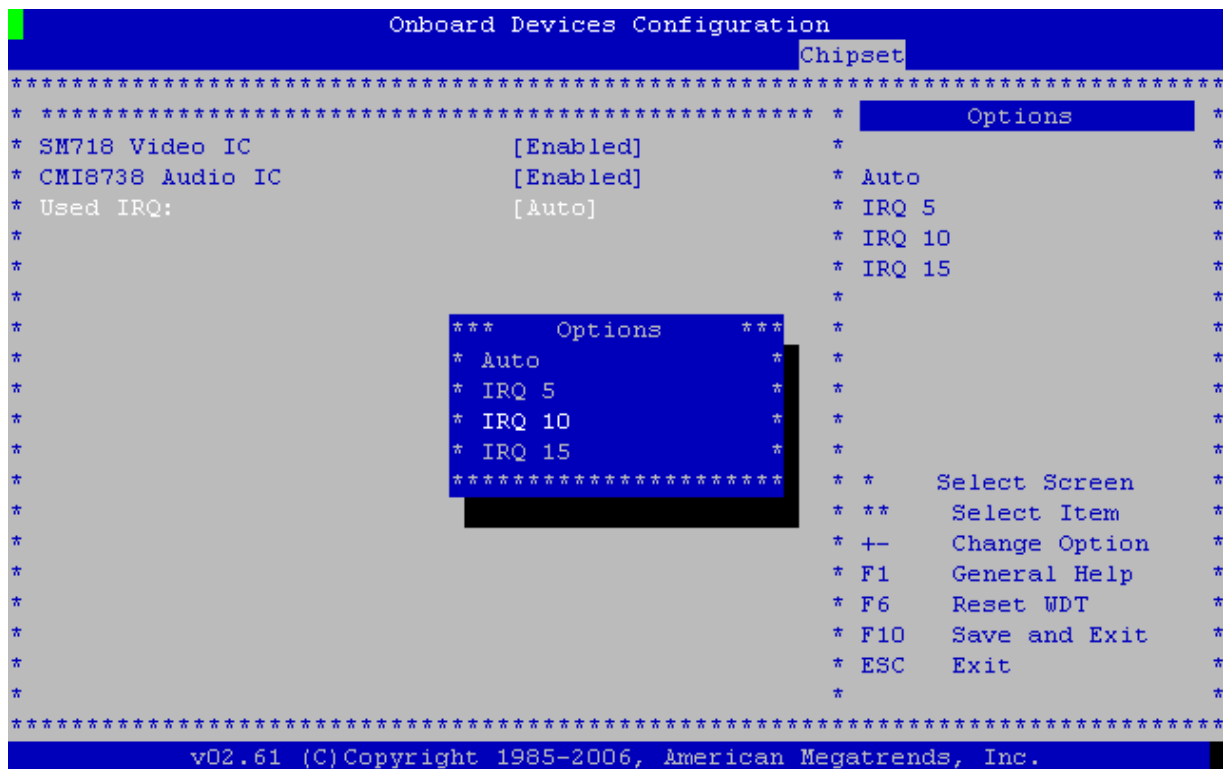 Onboard Devices Configuration
Chipset
********************************************************************************
* *************************************************** * Options *
* SM718 Video IC [Enabled] * *
* CMI8738 Audio IC [Enabled] * Auto *
* Used IRQ: [Auto] * IRQ 5 *
* * IRQ 10 *
* * IRQ 15 *
* * *
* *** Options *** * *
* * Auto * * *
* * IRQ 5 * * *
* * IRQ 10 * * *
* * IRQ 15 * * *
* ********************** * * Select Screen *
* * ** Select Item *
* * +- Change Option *
* * F1 General Help *
* * F6 Reset WDT *
* * F10 Save and Exit *
* * ESC Exit *
* * *
********************************************************************************
v02.61 (C)Copyright 1985-2006, American Megatrends, Inc.